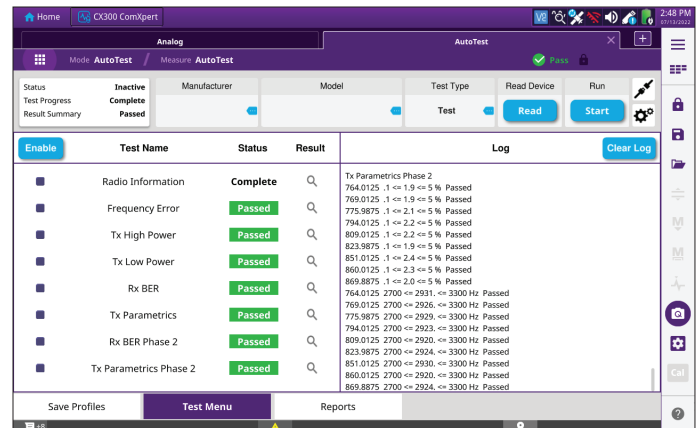 Home
CX300 ComXpert
2:48 PM
07/13/2022
Analog
AutoTest
Mode AutoTest / Measure AutoTest
Pass
Status Inactive
Test Progress Complete
Result Summary Passed
Manufacturer
Model
Test Type
Test
Read Device
Read
Run
Start
Enable
Test Name
Status
Result
Log
Clear Log
Radio Information Complete
Frequency Error Passed
Tx High Power Passed
Tx Low Power Passed
Rx BER Passed
Tx Parametrics Passed
Rx BER Phase 2 Passed
Tx Parametrics Phase 2 Passed
Tx Parametrics Phase 2
764.0125 .1 <= 1.9 <= 5 % Passed
769.0125 .1 <= 1.9 <= 5 % Passed
775.9875 .1 <= 2.1 <= 5 % Passed
794.0125 .1 <= 2.2 <= 5 % Passed
809.0125 .1 <= 2.2 <= 5 % Passed
823.9875 .1 <= 1.9 <= 5 % Passed
851.0125 .1 <= 2.4 <= 5 % Passed
860.0125 .1 <= 2.3 <= 5 % Passed
869.8875 .1 <= 2.0 <= 5 % Passed
764.0125 2700 <= 2931. <= 3300 Hz Passed
769.0125 2700 <= 2926. <= 3300 Hz Passed
775.9875 2700 <= 2929. <= 3300 Hz Passed
794.0125 2700 <= 2923. <= 3300 Hz Passed
809.0125 2700 <= 2920. <= 3300 Hz Passed
823.9875 2700 <= 2924. <= 3300 Hz Passed
851.0125 2700 <= 2930. <= 3300 Hz Passed
860.0125 2700 <= 2920. <= 3300 Hz Passed
869.8875 2700 <= 2924. <= 3300 Hz Passed
M
M
Cal
Save Profiles
Test Menu
Reports
+8